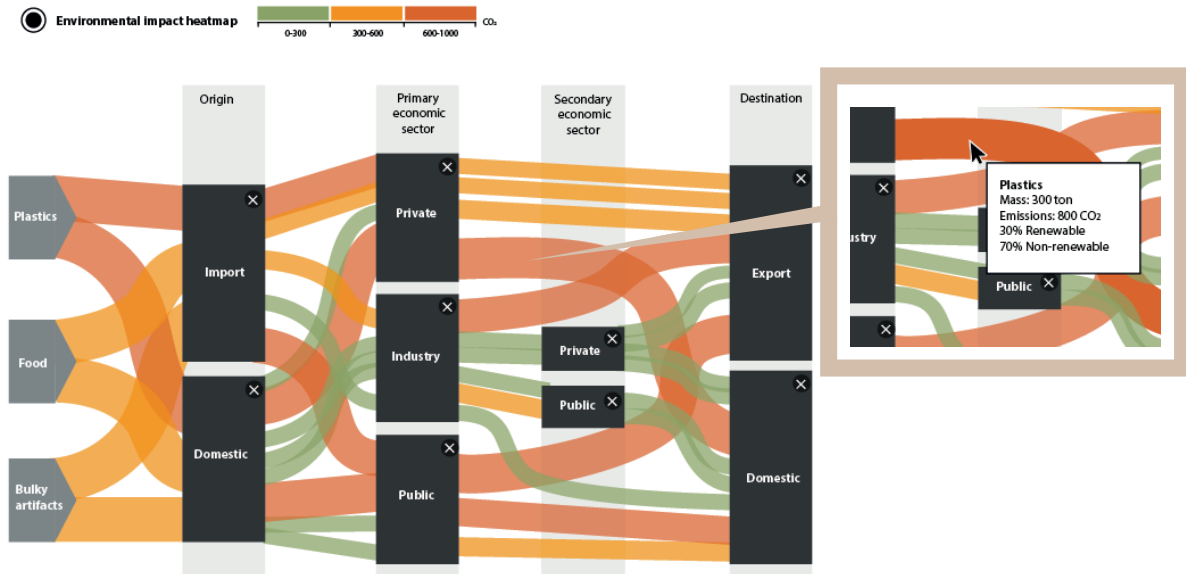 Environmental impact heatmap
0-300
300-600
600-1000
CO₂
Origin
Primary
economic
sector
Secondary
economic
sector
Destination
Plastics
Food
Bulky
artifacts
Import
Domestic
Private
Industry
Public
Private
Public
Export
Domestic
ustry
Plastics
Mass: 300 ton
Emissions: 800 CO₂
30% Renewable
70% Non-renewable
Public